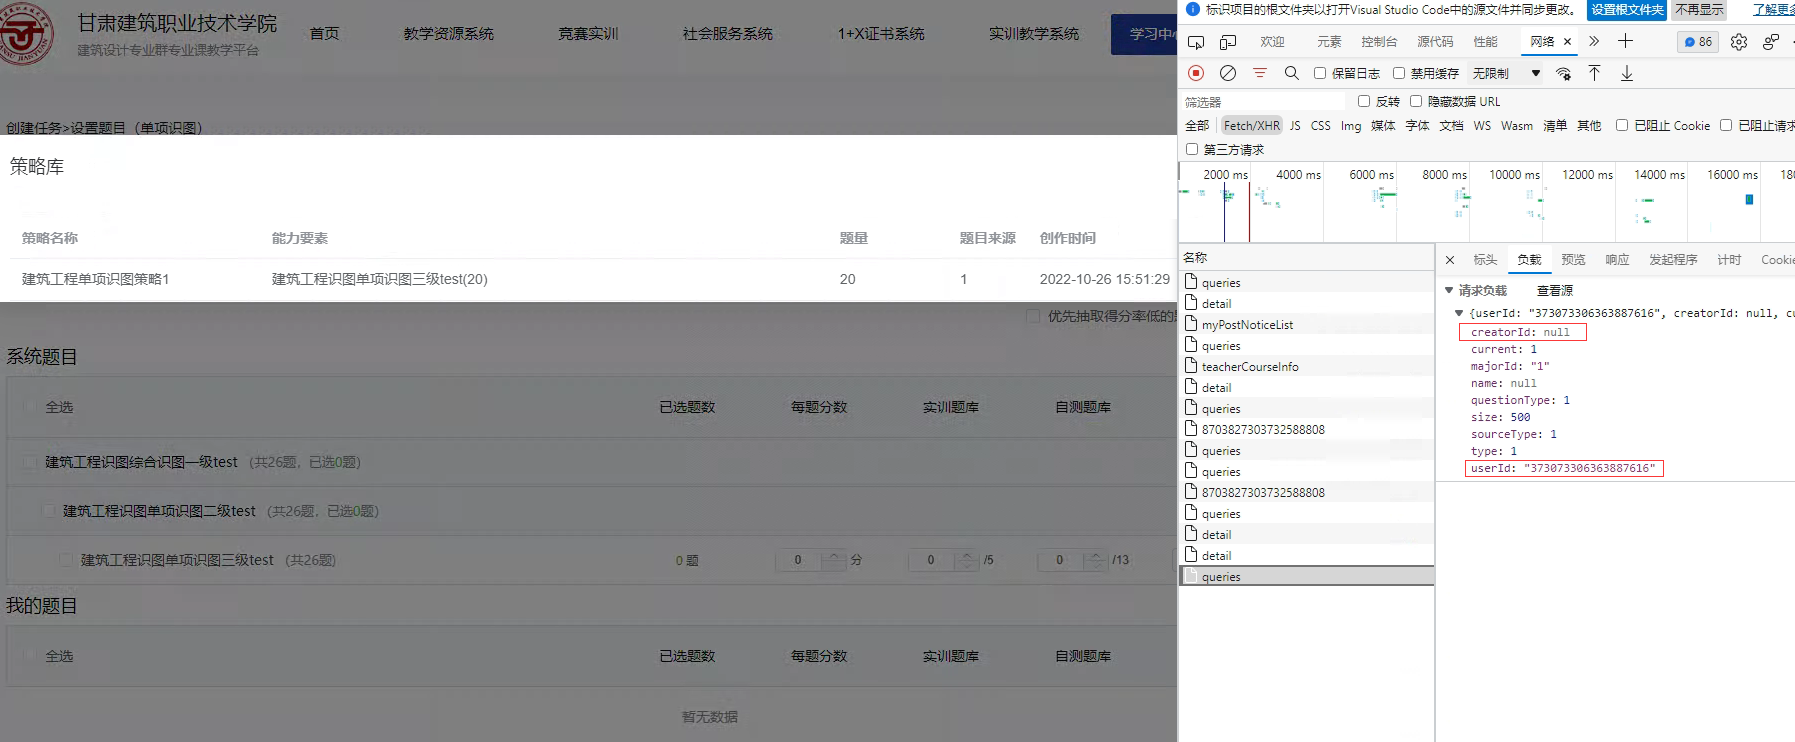 甘肃建筑职业技术学院
建筑设计专业群专业课教学平台
首页 教学资源系统 竞赛实训 社会服务系统 1+X证书系统 实训教学系统 学习中心
创建任务>设置题目（单项识图）
策略库
策略名称 能力要素 题量 题目来源 创作时间
建筑工程单项识图策略1 建筑工程识图单项识图三级test(20) 20 1 2022-10-26 15:51:29
优先抽取得分率低的
系统题目
全选 已选题数 每题分数 实训题库 自测题库
建筑工程识图综合识图一级test (共26题，已选0题)
建筑工程识图单项识图二级test (共26题，已选0题)
建筑工程识图单项识图三级test (共26题) 0 题 0 分 0 /5 0 /13
我的题目
全选 已选题数 每题分数 实训题库 自测题库
暂无数据
标识项目的根文件夹以打开Visual Studio Code中的源文件并同步更改。 设置根文件夹 不再显示 了解更多
欢迎 元素 控制台 源代码 性能 网络 86
保留日志 禁用缓存 无限制
筛选器 反转 隐藏数据 URL
全部 Fetch/XHR JS CSS Img 媒体 字体 文档 WS Wasm 清单 其他 已阻止 Cookie 已阻止请求
第三方请求
2000 ms 4000 ms 6000 ms 8000 ms 10000 ms 12000 ms 14000 ms 16000 ms 180
名称
queries
detail
myPostNoticeList
queries
teacherCourseInfo
detail
queries
8703827303732588808
queries
queries
8703827303732588808
queries
detail
detail
queries
标头 负载 预览 响应 发起程序 计时 Cookie
请求负载 查看源
{userId: "373073306363887616", creatorId: null, cu
creatorId: null
current: 1
majorId: "1"
name: null
questionType: 1
size: 500
sourceType: 1
type: 1
userId: "373073306363887616"